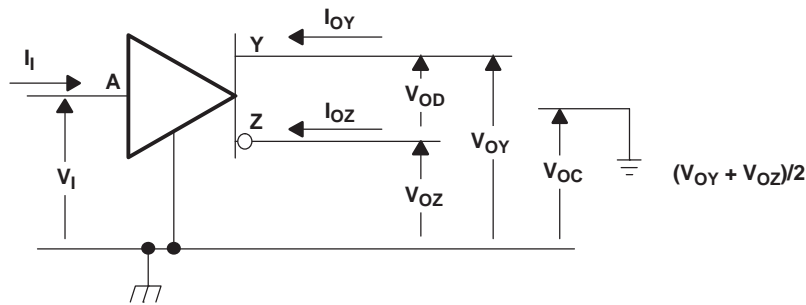 I_OY
I_I
A
Y
V_OD
Z
I_OZ
V_OY
V_I
V_OZ
V_OC
(V_OY + V_OZ)/2